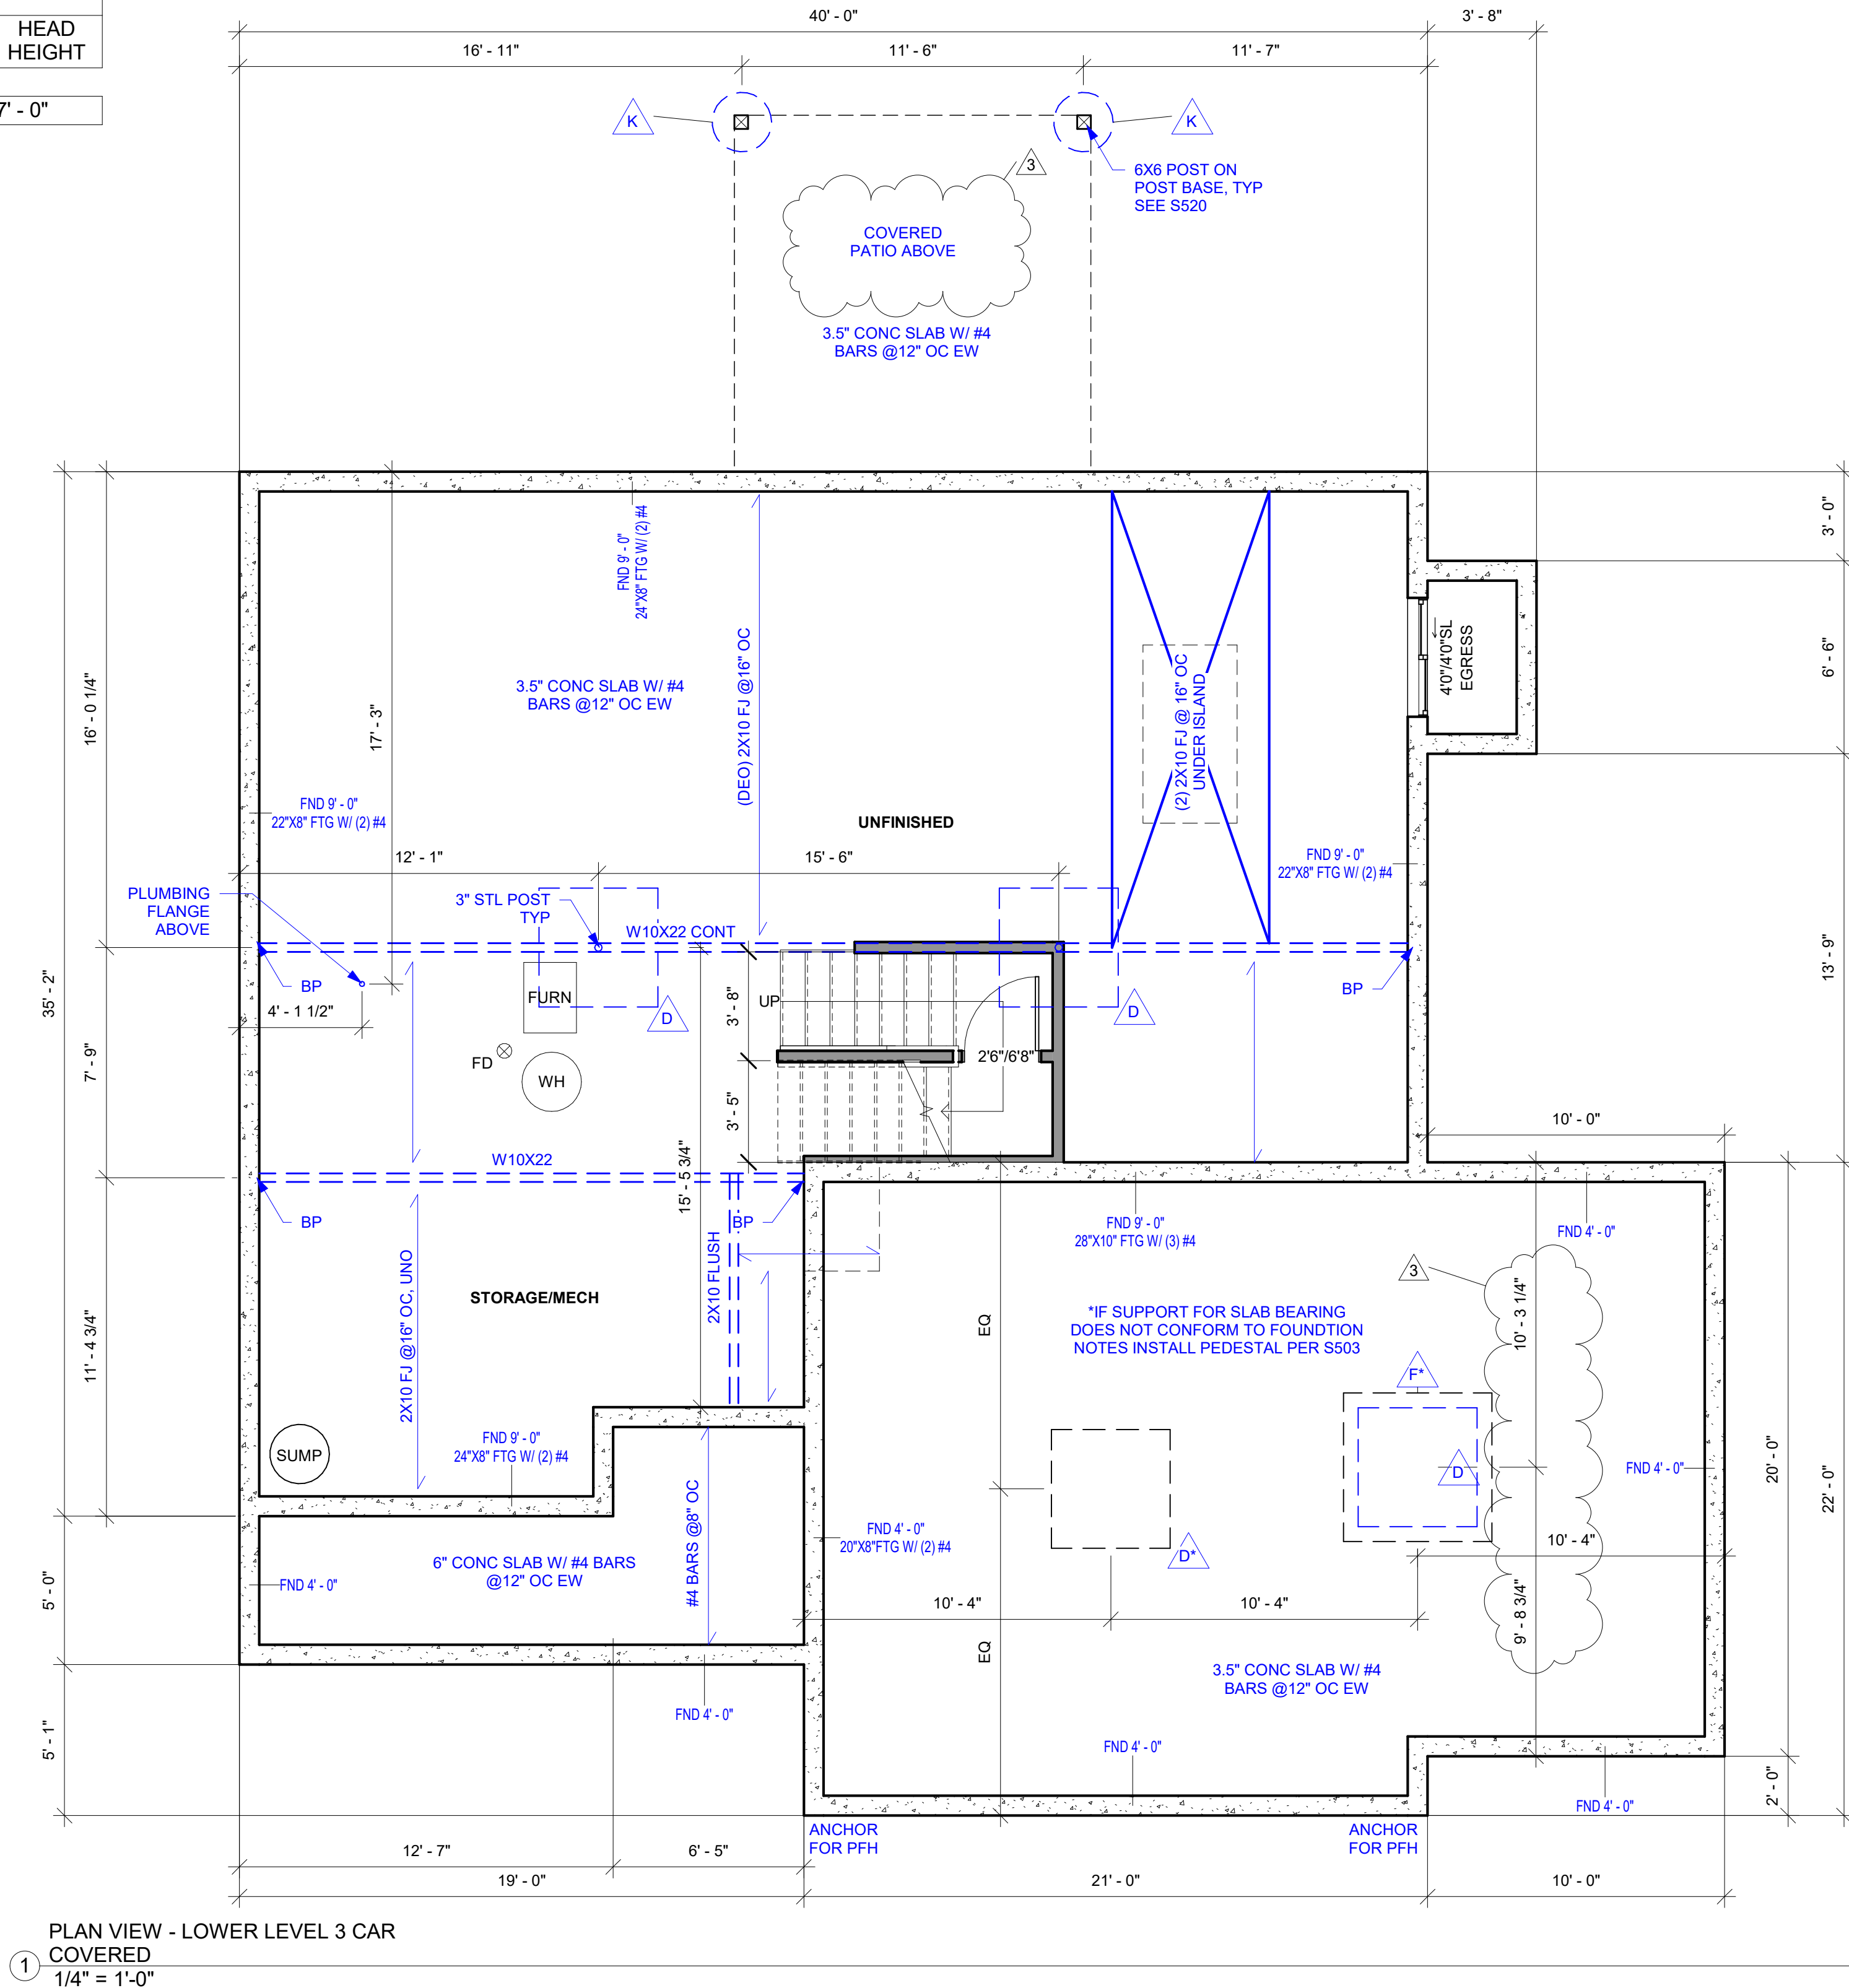 HEAD
HEIGHT
7' - 0"
40' - 0"
3' - 8"
16' - 11"
11' - 6"
11' - 7"
K
K
6X6 POST ON
POST BASE, TYP
SEE S520
3
COVERED
PATIO ABOVE
3.5" CONC SLAB W/ #4
BARS @12" OC EW
3' - 0"
6' - 6"
13' - 9"
35' - 2"
16' - 0 1/4"
7' - 9"
11' - 4 3/4"
17' - 3"
FND 9' - 0"
24"X8" FTG W/ (2) #4
3.5" CONC SLAB W/ #4
BARS @12" OC EW
(DEO) 2X10 FJ @16" OC
(2) 2X10 FJ @ 16" OC
UNDER ISLAND
4'0"/4'0"SL
EGRESS
FND 9' - 0"
22"X8" FTG W/ (2) #4
UNFINISHED
FND 9' - 0"
22"X8" FTG W/ (2) #4
12' - 1"
15' - 6"
PLUMBING
FLANGE
ABOVE
3" STL POST
TYP
W10X22 CONT
BP
BP
FURN
D
D
4' - 1 1/2"
UP
3' - 8"
FD
WH
2'6"/6'8"
3' - 5"
15' - 5 3/4"
W10X22
BP
BP
10' - 0"
2X10 FLUSH
2X10 FJ @16" OC, UNO
STORAGE/MECH
FND 9' - 0"
28"X10" FTG W/ (3) #4
FND 4' - 0"
3
10' - 3 1/4"
*IF SUPPORT FOR SLAB BEARING
DOES NOT CONFORM TO FOUNDTION
NOTES INSTALL PEDESTAL PER S503
EQ
F*
D
SUMP
FND 9' - 0"
24"X8" FTG W/ (2) #4
FND 4' - 0"
20' - 0"
22' - 0"
#4 BARS @8" OC
FND 4' - 0"
20"X8"FTG W/ (2) #4
D*
10' - 4"
6" CONC SLAB W/ #4 BARS
@12" OC EW
FND 4' - 0"
5' - 0"
10' - 4"
10' - 4"
9' - 8 3/4"
EQ
3.5" CONC SLAB W/ #4
BARS @12" OC EW
FND 4' - 0"
5' - 1"
FND 4' - 0"
2' - 0"
FND 4' - 0"
ANCHOR
FOR PFH
ANCHOR
FOR PFH
12' - 7"
6' - 5"
19' - 0"
21' - 0"
10' - 0"
PLAN VIEW - LOWER LEVEL 3 CAR
COVERED
1
1/4" = 1'-0"